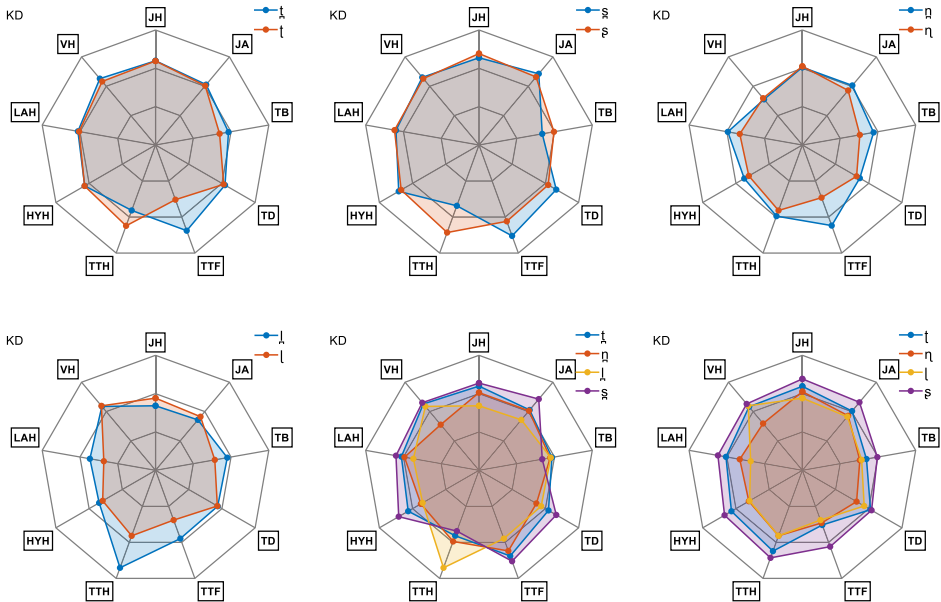 KD
JH
JA
TB
TD
TTF
TTH
HYH
LAH
VH
t̪
ʈ
KD
JH
JA
TB
TD
TTF
TTH
HYH
LAH
VH
s̪
ʂ
KD
JH
JA
TB
TD
TTF
TTH
HYH
LAH
VH
n̪
ɳ
KD
JH
JA
TB
TD
TTF
TTH
HYH
LAH
VH
l̪
ɭ
KD
JH
JA
TB
TD
TTF
TTH
HYH
LAH
VH
t̪
n̪
l̪
s̪
KD
JH
JA
TB
TD
TTF
TTH
HYH
LAH
VH
ʈ
ɳ
ɭ
ʂ